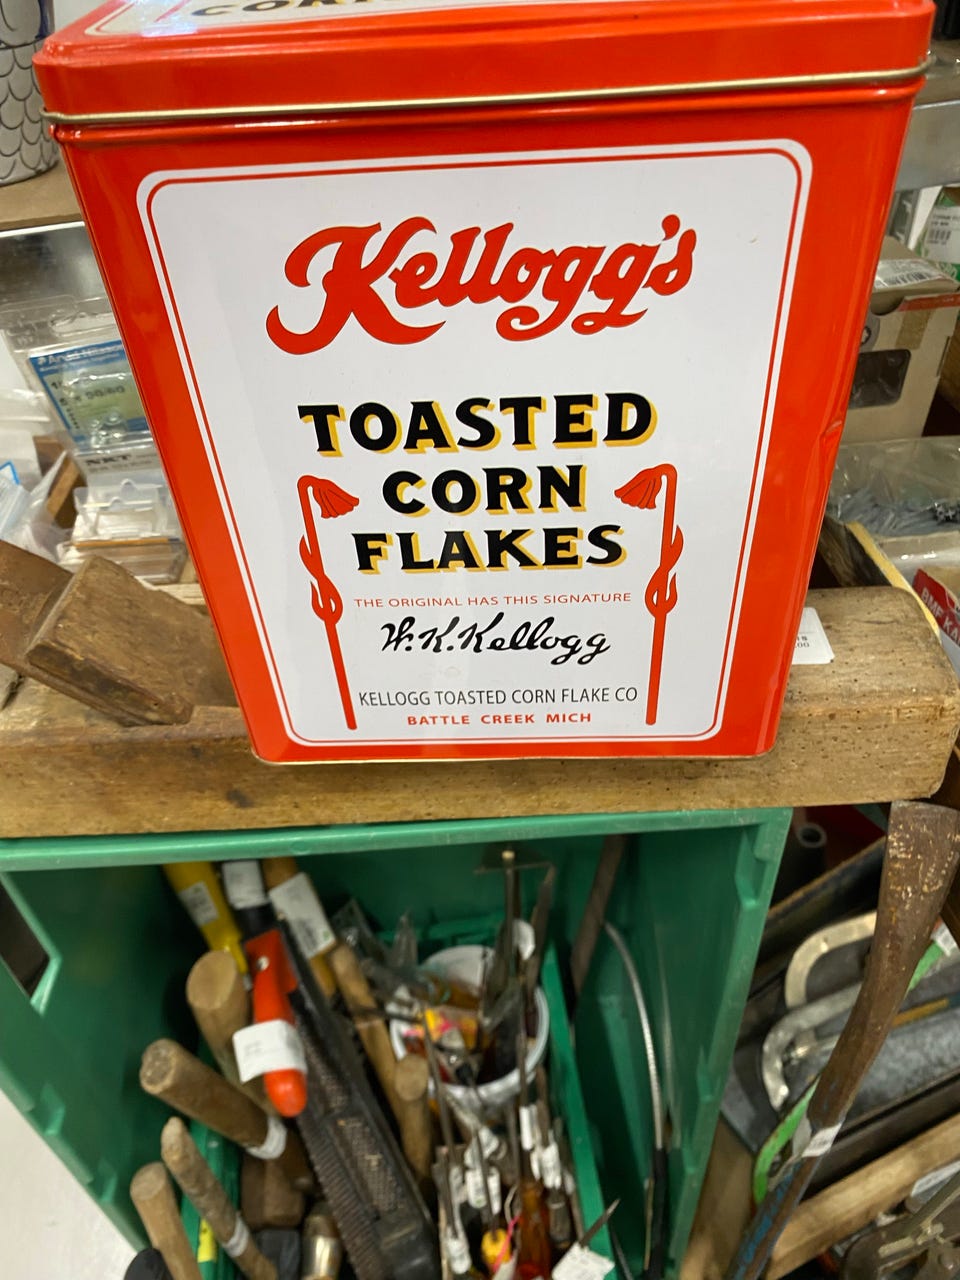 Kellogg's
TOASTED
CORN
FLAKES
THE ORIGINAL HAS THIS SIGNATURE
W.K.Kellogg
KELLOGG TOASTED CORN FLAKE CO
BATTLE CREEK MICH